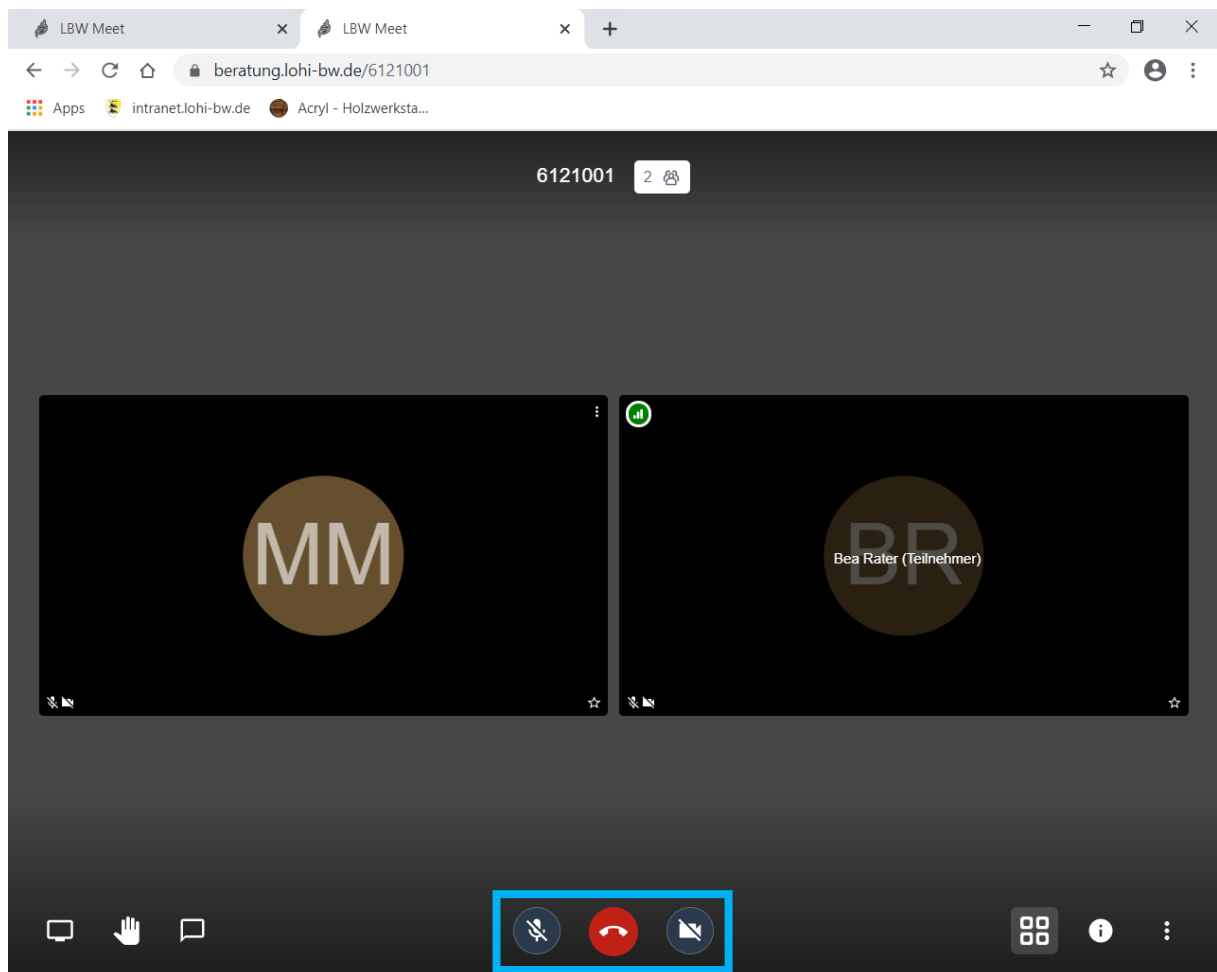 LBW Meet
LBW Meet
beratung.lohi-bw.de/6121001
Apps intranet.lohi-bw.de Acryl - Holzwerksta...
6121001 2
MM
BR
Bea Rater (Teilnehmer)